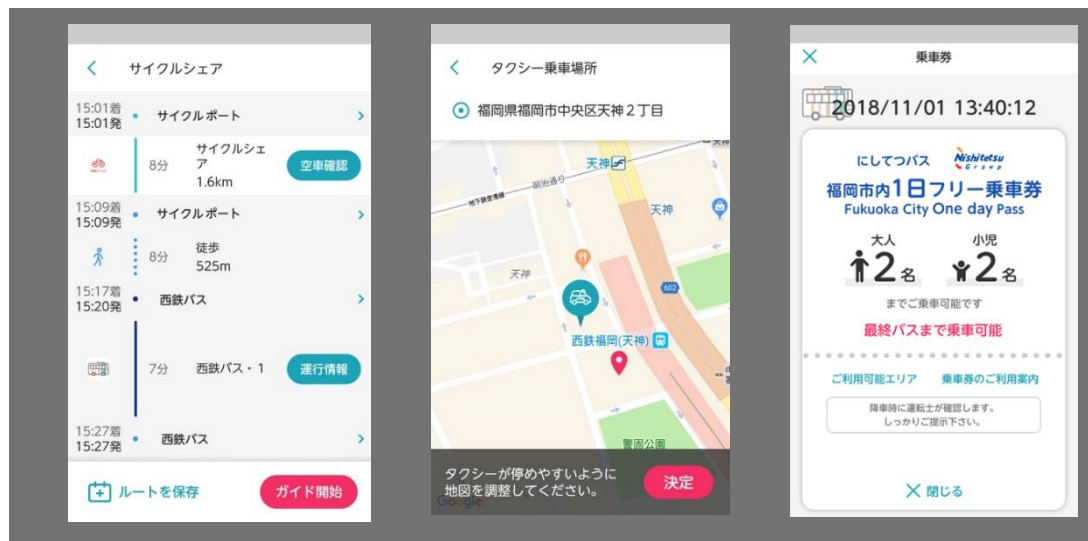 サイクルシェア
15:01着
15:01発
サイクルポート
8分
サイクルシェ
ア
1.6km
空車確認
15:09着
15:09発
サイクルポート
8分
徒歩
525m
15:17着
15:20発
西鉄バス
7分
西鉄バス・1
運行情報
15:27着
15:27発
西鉄バス
ルートを保存
ガイド開始
タクシー乗車場所
福岡県福岡市中央区天神2丁目
天神
明治通り
地下鉄空港線
天神
天神
602
西鉄福岡(天神)
警固公園
タクシーが停めやすいように
地図を調整してください。
決定
Google
乗車券
2018/11/01 13:40:12
にしてつバス
Nishitetsu
Group
福岡市内1日フリー乗車券
Fukuoka City One day Pass
大人
2名
小児
2名
までご乗車可能です
最終バスまで乗車可能
ご利用可能エリア
乗車券のご利用案内
降車時に運転士が確認します。
しっかりご提示下さい。
閉じる